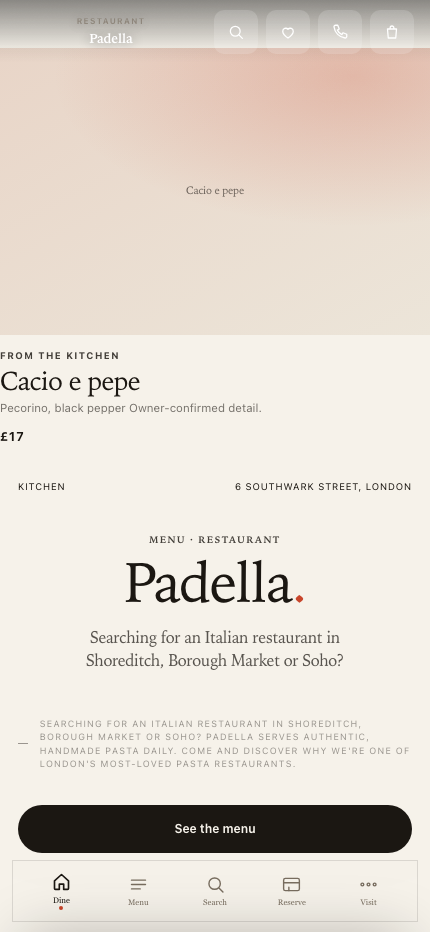 RESTAURANT
Padella
Cacio e pepe
FROM THE KITCHEN
Cacio e pepe
Pecorino, black pepper Owner-confirmed detail.
£17
KITCHEN
6 SOUTHWARK STREET, LONDON
MENU · RESTAURANT
Padella.
Searching for an Italian restaurant in
Shoreditch, Borough Market or Soho?
— SEARCHING FOR AN ITALIAN RESTAURANT IN SHOREDITCH,
BOROUGH MARKET OR SOHO? PADELLA SERVES AUTHENTIC,
HANDMADE PASTA DAILY. COME AND DISCOVER WHY WE'RE ONE OF
LONDON'S MOST-LOVED PASTA RESTAURANTS.
See the menu
Dine
Menu
Search
Reserve
Visit